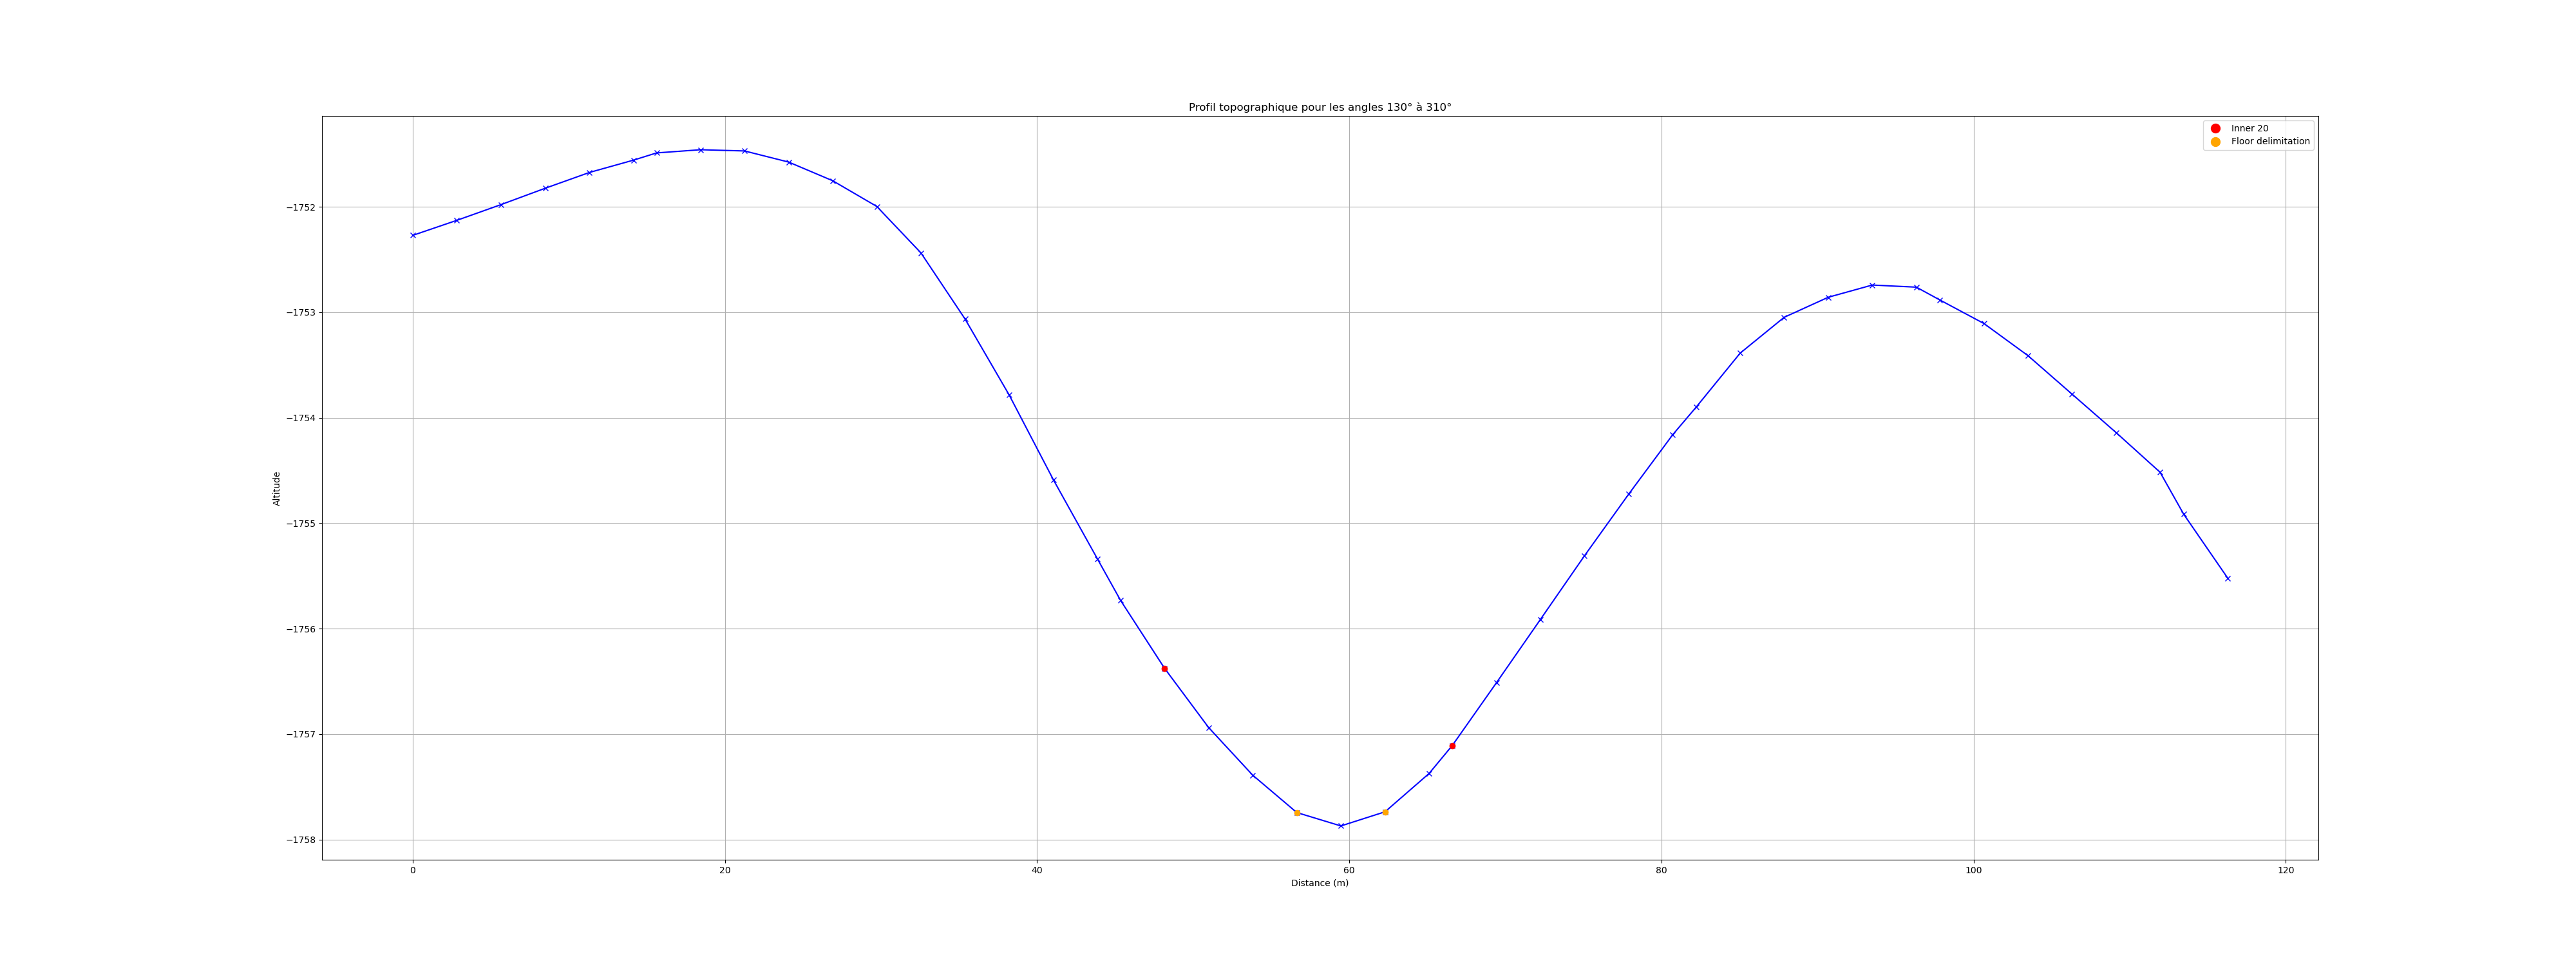 Profil topographique pour les angles 130° à 310°
Inner 20
Floor delimitation
Altitude
−1752
−1753
−1754
−1755
−1756
−1757
−1758
0 20 40 60 80 100 120
Distance (m)